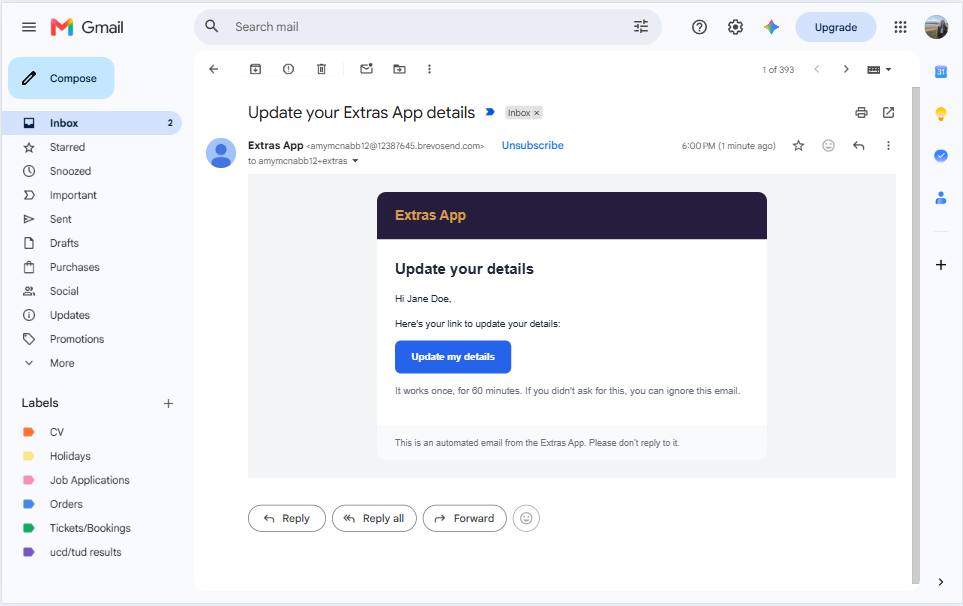 Gmail
Search mail
Upgrade
Compose
Inbox 2
Starred
Snoozed
Important
Sent
Drafts
Purchases
Social
Updates
Promotions
More
Labels
CV
Holidays
Job Applications
Orders
Tickets/Bookings
ucd/tud results
1 of 393
Update your Extras App details
Inbox ×
Extras App <amymcnabb12@12387645.brevosend.com> Unsubscribe
6:00 PM (1 minute ago)
to amymcnabb12+extras
Extras App
Update your details
Hi Jane Doe,
Here's your link to update your details:
Update my details
It works once, for 60 minutes. If you didn't ask for this, you can ignore this email.
This is an automated email from the Extras App. Please don't reply to it.
Reply
Reply all
Forward
31